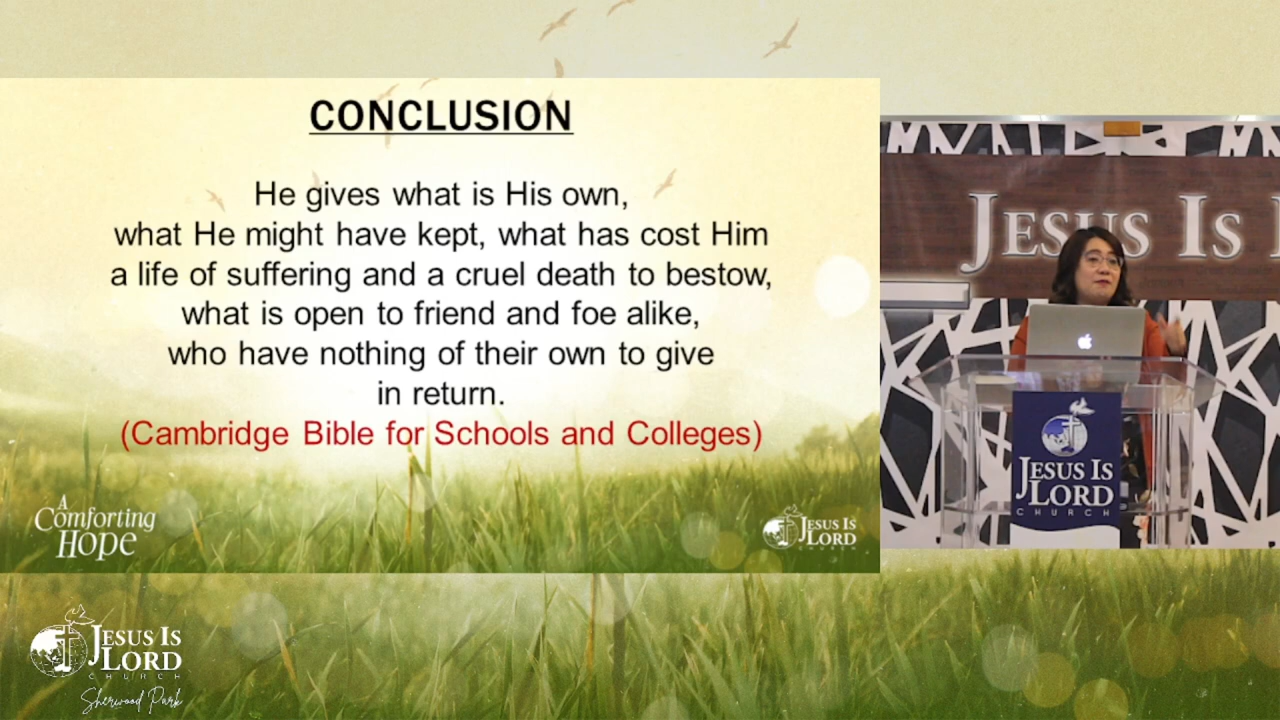 CONCLUSION
He gives what is His own,
what He might have kept, what has cost Him
a life of suffering and a cruel death to bestow,
what is open to friend and foe alike,
who have nothing of their own to give
in return.
(Cambridge Bible for Schools and Colleges)
A
Comforting
HOPE
JESUS IS
LORD
CHURCH
JESUS IS
JESUS IS
LORD
CHURCH
JESUS IS
LORD
CHURCH
Sherwood Park